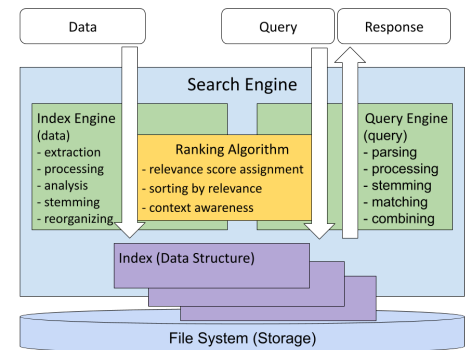 Data
Query
Response
Search Engine
Index Engine
(data)
- extraction
- processing
- analysis
- stemming
- reorganizing
Ranking Algorithm
- relevance score assignment
- sorting by relevance
- context awareness
Query Engine
(query)
- parsing
- processing
- stemming
- matching
- combining
Index (Data Structure)
File System (Storage)